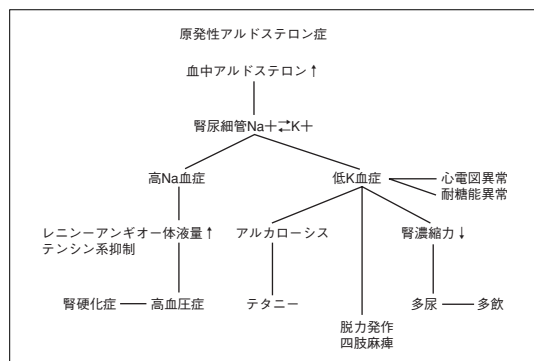 原発性アルドステロン症
血中アルドステロン↑
腎尿細管Na＋⇄K＋
高Na血症
低K血症
心電図異常
耐糖能異常
レニンーアンギオー体液量↑
テンシン系抑制
アルカローシス
腎濃縮力↓
腎硬化症
高血圧症
テタニー
多尿
多飲
脱力発作
四肢麻痺